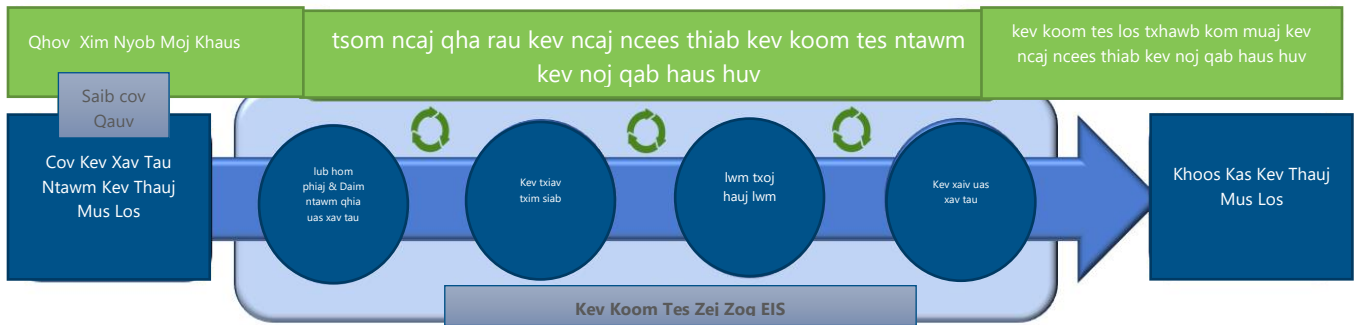 Qhov Xim Nyob Moj Khaus
tsom ncaj qha rau kev ncaj ncees thiab kev koom tes ntawm
kev noj qab haus huv
kev koom tes los txhawb kom muaj kev
ncaj ncees thiab kev noj qab haus huv
Saib cov
Qauv
Cov Kev Xav Tau
Ntawm Kev Thauj
Mus Los
lub hom
phiaj & Daim
ntawm qhia
uas xav tau
Kev txiav
txim siab
lwm txoj
hauj lwm
Kev xaiv uas
xav tau
Khoos Kas Kev Thauj
Mus Los
Kev Koom Tes Zej Zog EIS